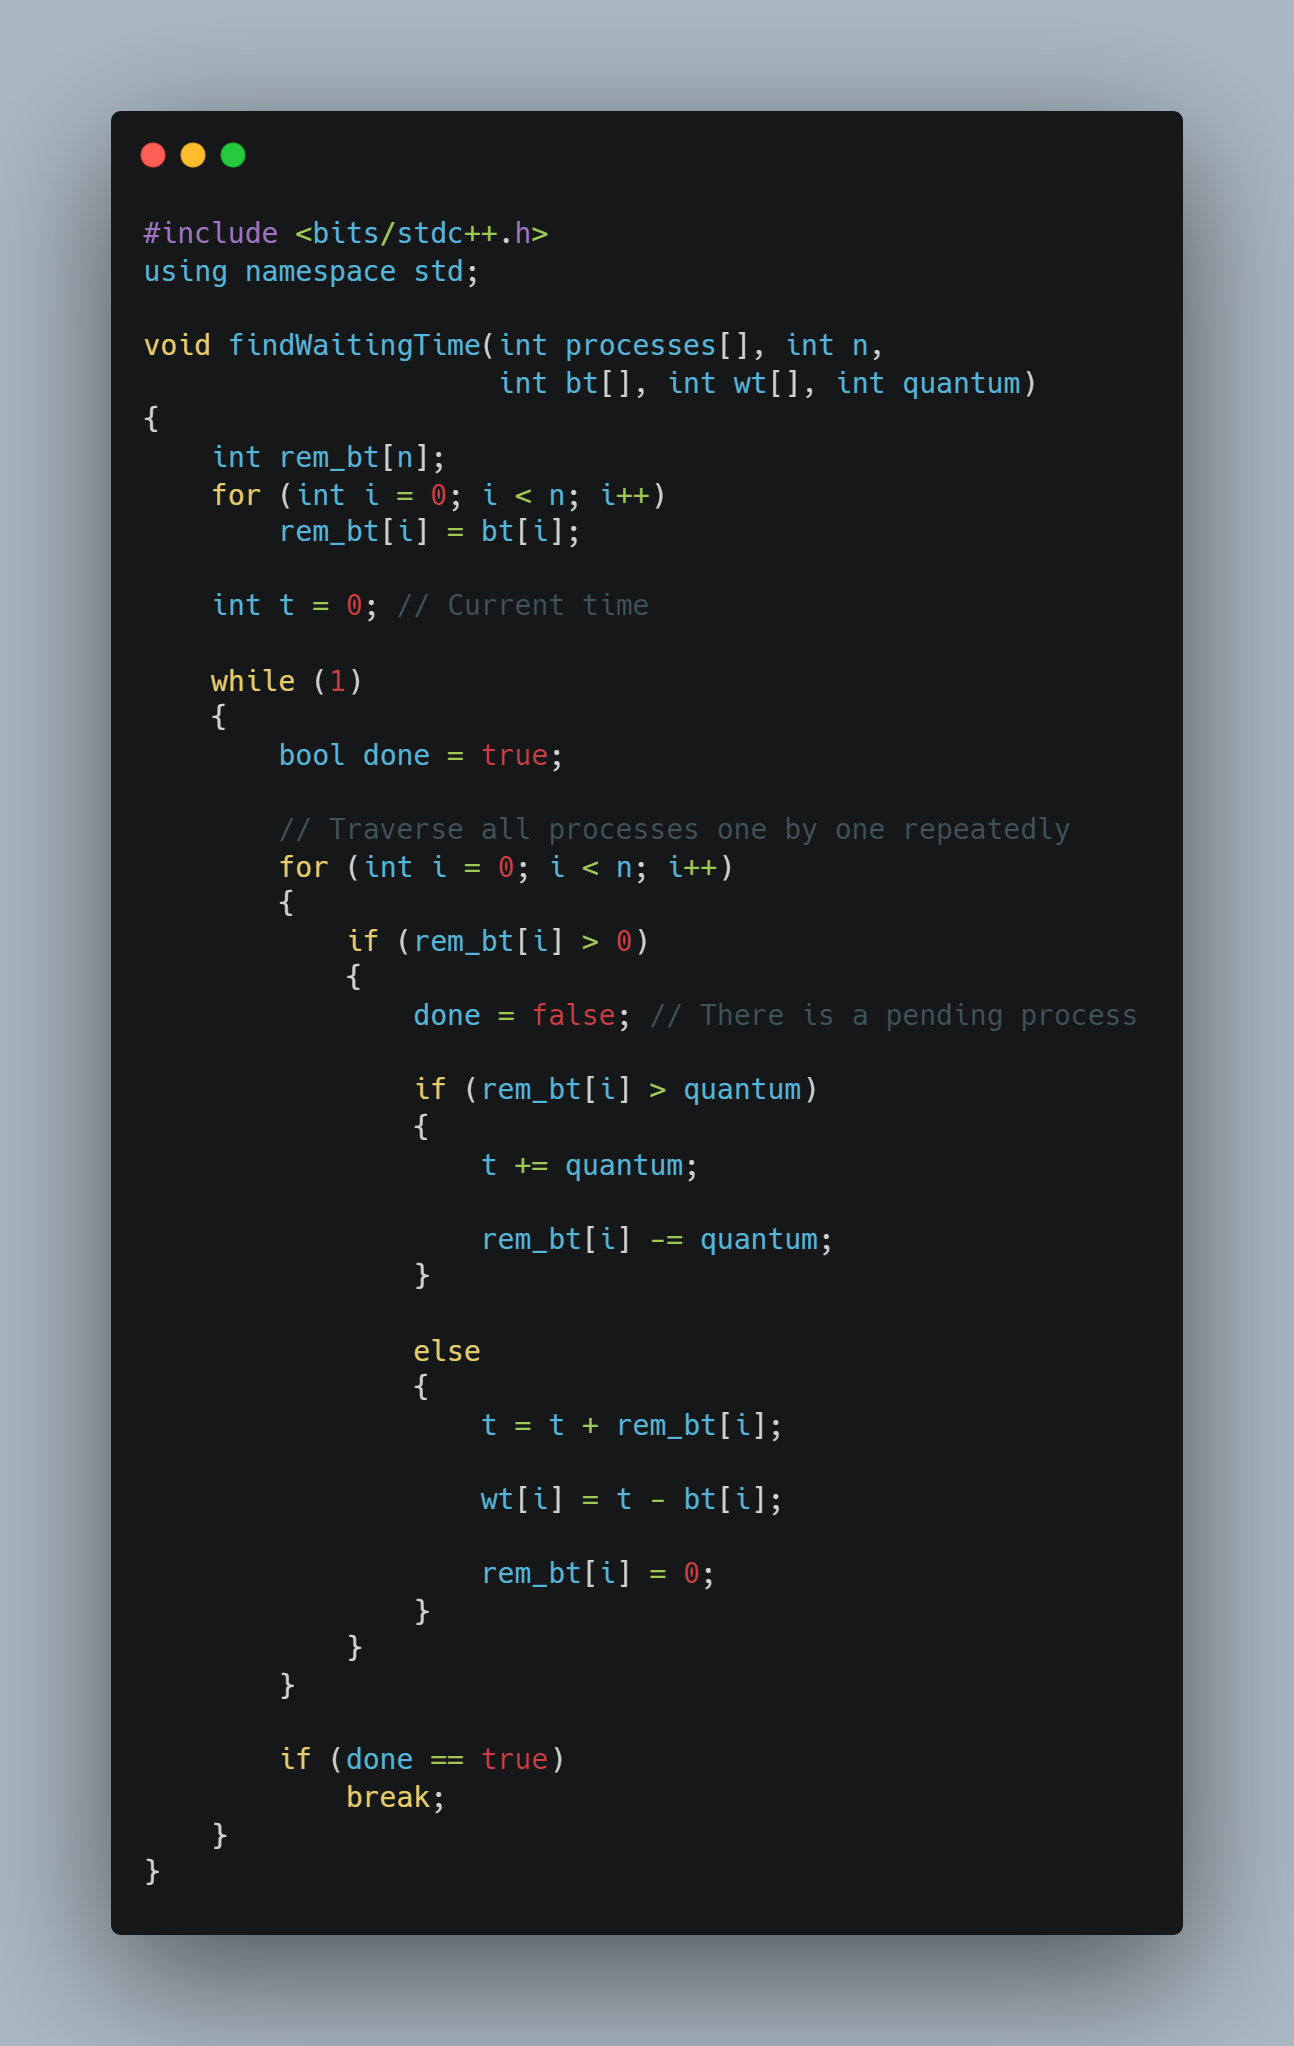 #include <bits/stdc++.h>
using namespace std;

void findWaitingTime(int processes[], int n,
                     int bt[], int wt[], int quantum)
{
    int rem_bt[n];
    for (int i = 0; i < n; i++)
        rem_bt[i] = bt[i];

    int t = 0; // Current time

    while (1)
    {
        bool done = true;

        // Traverse all processes one by one repeatedly
        for (int i = 0; i < n; i++)
        {
            if (rem_bt[i] > 0)
            {
                done = false; // There is a pending process

                if (rem_bt[i] > quantum)
                {
                    t += quantum;

                    rem_bt[i] -= quantum;
                }

                else
                {
                    t = t + rem_bt[i];

                    wt[i] = t - bt[i];

                    rem_bt[i] = 0;
                }
            }
        }

        if (done == true)
            break;
    }
}